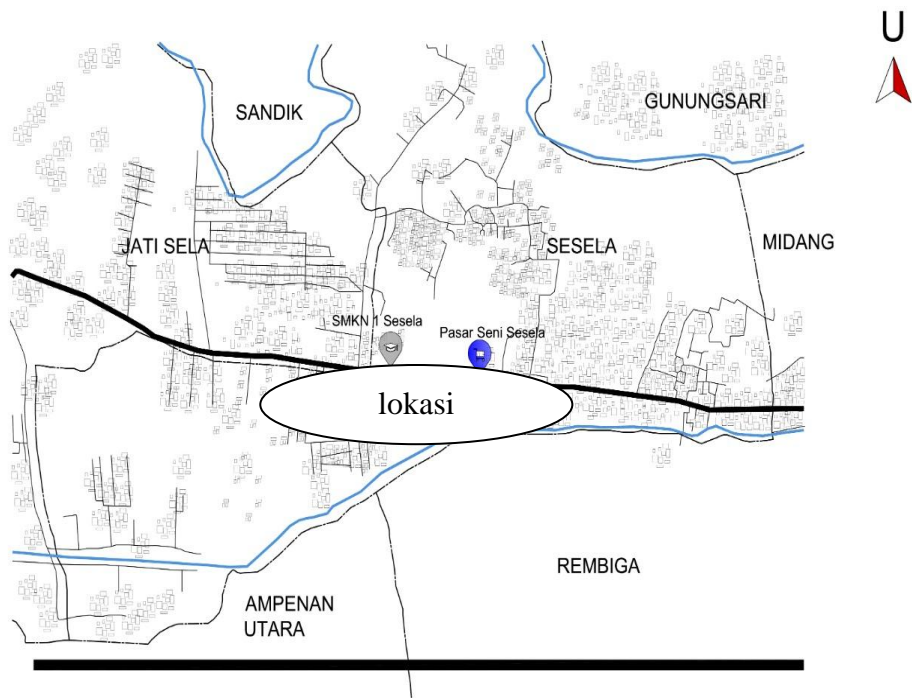 U
SANDIK
GUNUNGSARI
JATI SELA
SESELA
MIDANG
SMKN 1 Sesela
Pasar Seni Sesela
lokasi
REMBIGA
AMPENAN
UTARA